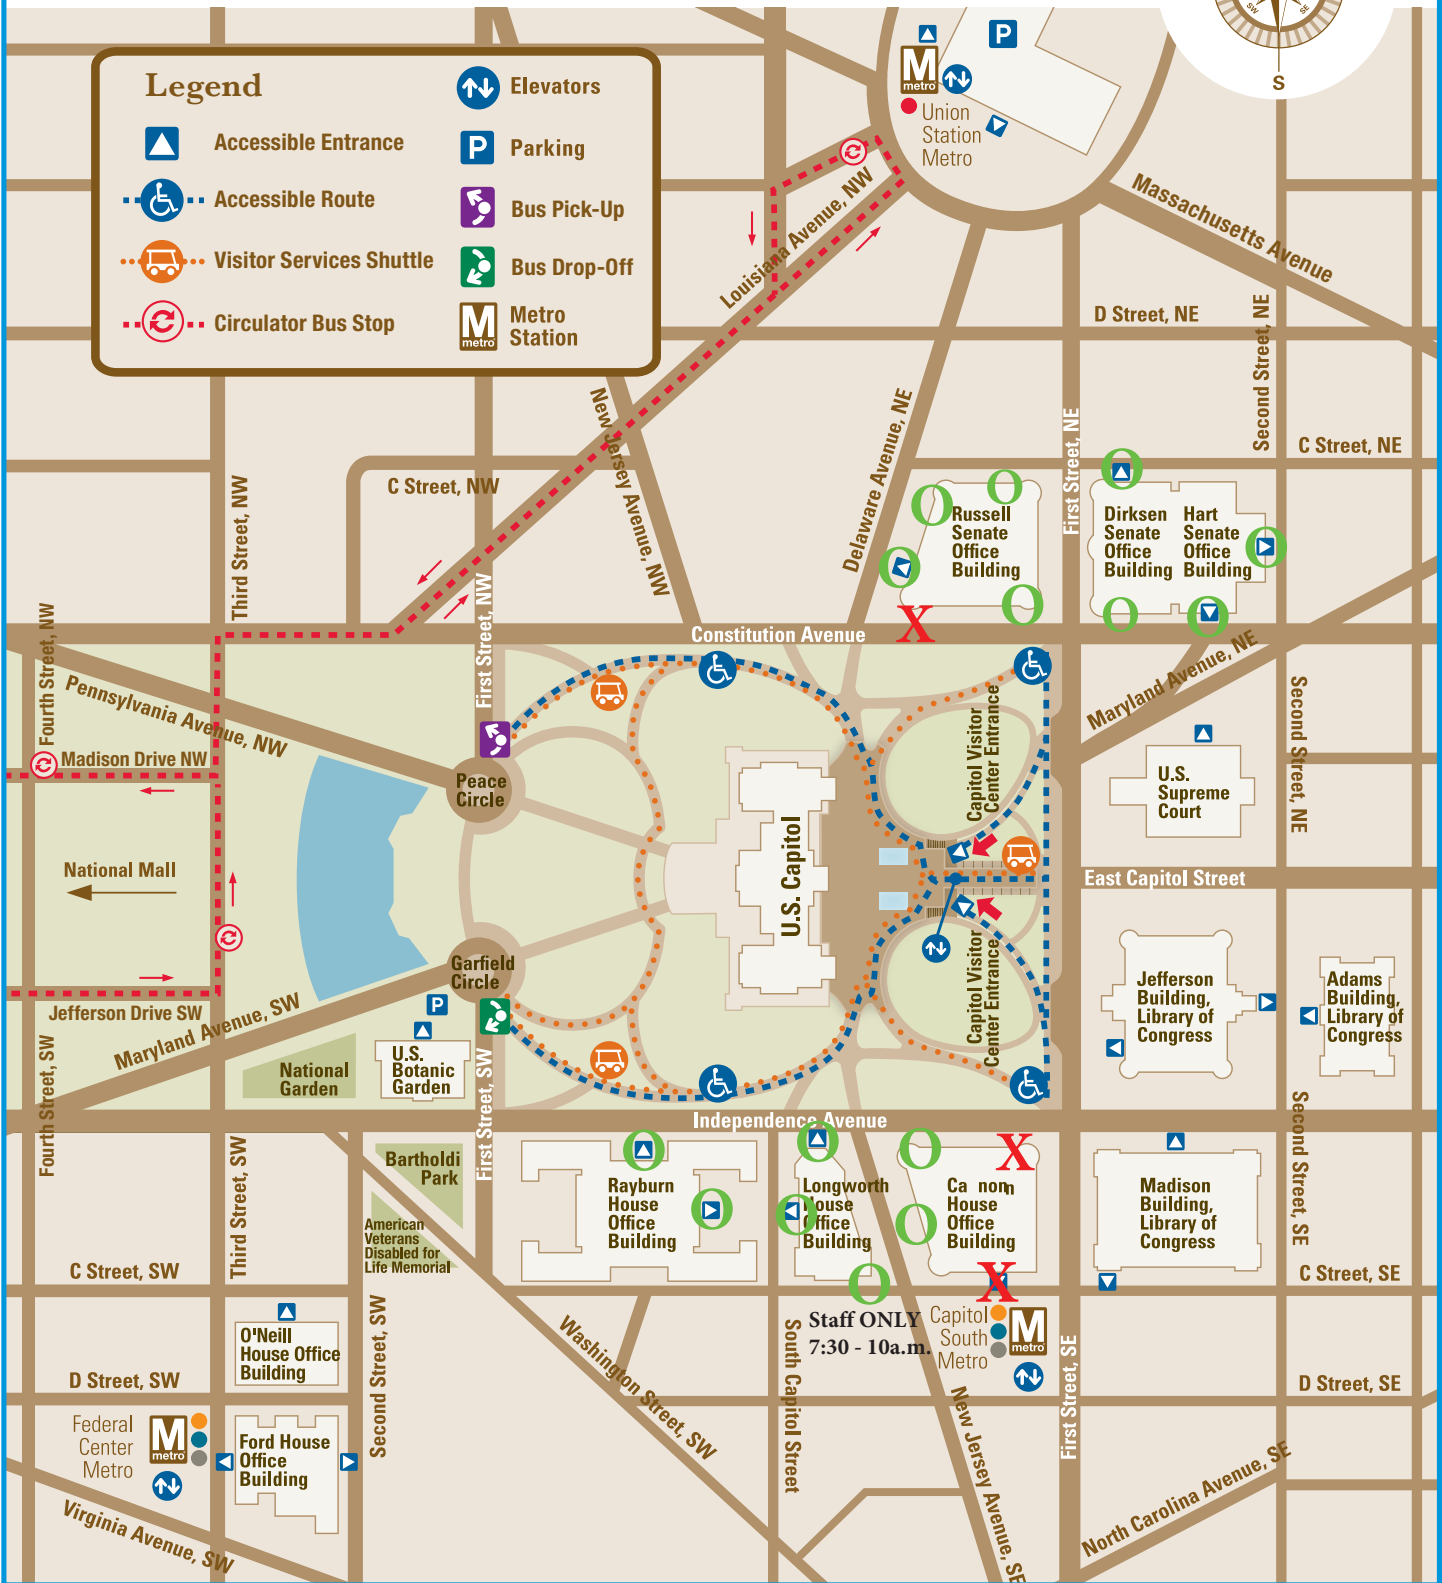 Legend
Accessible Entrance
Accessible Route
Visitor Services Shuttle
Circulator Bus Stop
Elevators
P
Parking
Bus Pick-Up
Bus Drop-Off
M
metro
Metro
Station
P
M
metro
Union
Station
Metro
SW
SE
S
Massachusetts Avenue
Louisiana Avenue, NW
D Street, NE
Second Street, NE
C Street, NE
First Street, NE
Delaware Avenue, NE
New Jersey Avenue, NW
C Street, NW
Third Street, NW
First Street, NW
Fourth Street, NW
O
O
O
O
X
Russell
Senate
Office
Building
O
O
O
O
Dirksen
Senate
Office
Building
Hart
Senate
Office
Building
Constitution Avenue
Pennsylvania Avenue, NW
Madison Drive NW
Maryland Avenue, NE
Second Street, NE
U.S.
Supreme
Court
Peace
Circle
U.S. Capitol
Capitol Visitor
Center Entrance
National Mall
East Capitol Street
Capitol Visitor
Center Entrance
Jefferson
Building,
Library of
Congress
Adams
Building,
Library of
Congress
Garfield
Circle
P
Jefferson Drive SW
Maryland Avenue, SW
National
Garden
U.S.
Botanic
Garden
Fourth Street, SW
First Street, SW
Independence Avenue
Bartholdi
Park
American
Veterans
Disabled for
Life Memorial
Third Street, SW
O
O
Rayburn
House
Office
Building
O
O
O
Longworth
House
Office
Building
O
O
X
X
Ca non
n
House
Office
Building
Madison
Building,
Library of
Congress
Second Street, SE
C Street, SW
C Street, SE
O'Neill
House Office
Building
Second Street, SW
Washington Street, SW
South Capitol Street
Staff ONLY
7:30 - 10a.m.
Capitol
South
Metro
M
metro
First Street, SE
D Street, SW
D Street, SE
Federal
Center
Metro
M
metro
Ford House
Office
Building
New Jersey Avenue, SE
North Carolina Avenue, SE
Virginia Avenue, SW